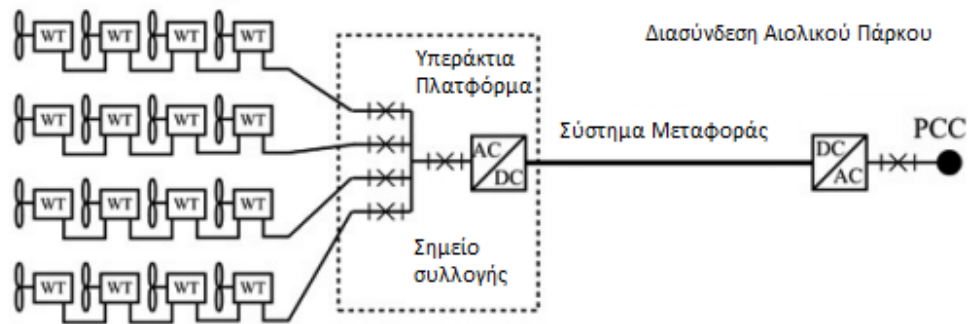 WT WT WT WT
Διασύνδεση Αιολικού Πάρκου
Υπεράκτια
Πλατφόρμα
WT WT WT WT
Σύστημα Μεταφοράς
PCC
AC
DC
DC
AC
WT WT WT WT
Σημείο
συλλογής
WT WT WT WT